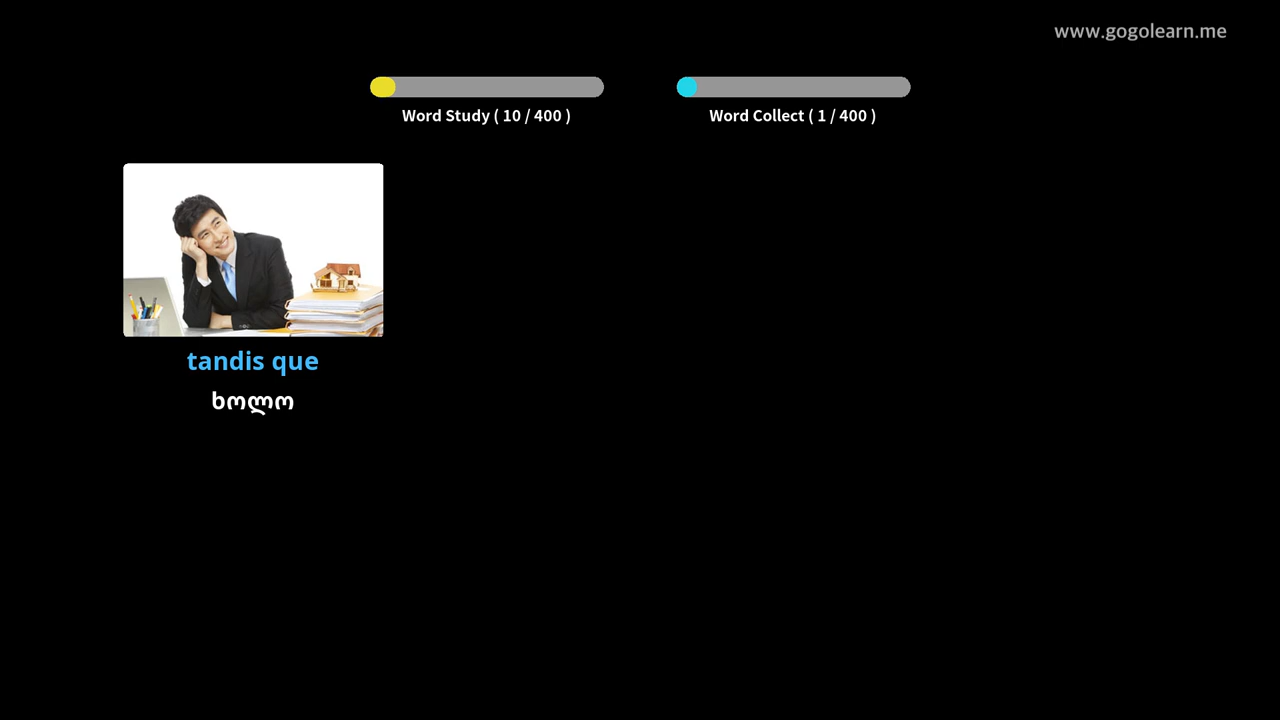 www.gogolearn.me
Word Study ( 10 / 400 )
Word Collect ( 1 / 400 )
tandis que
ხოლო